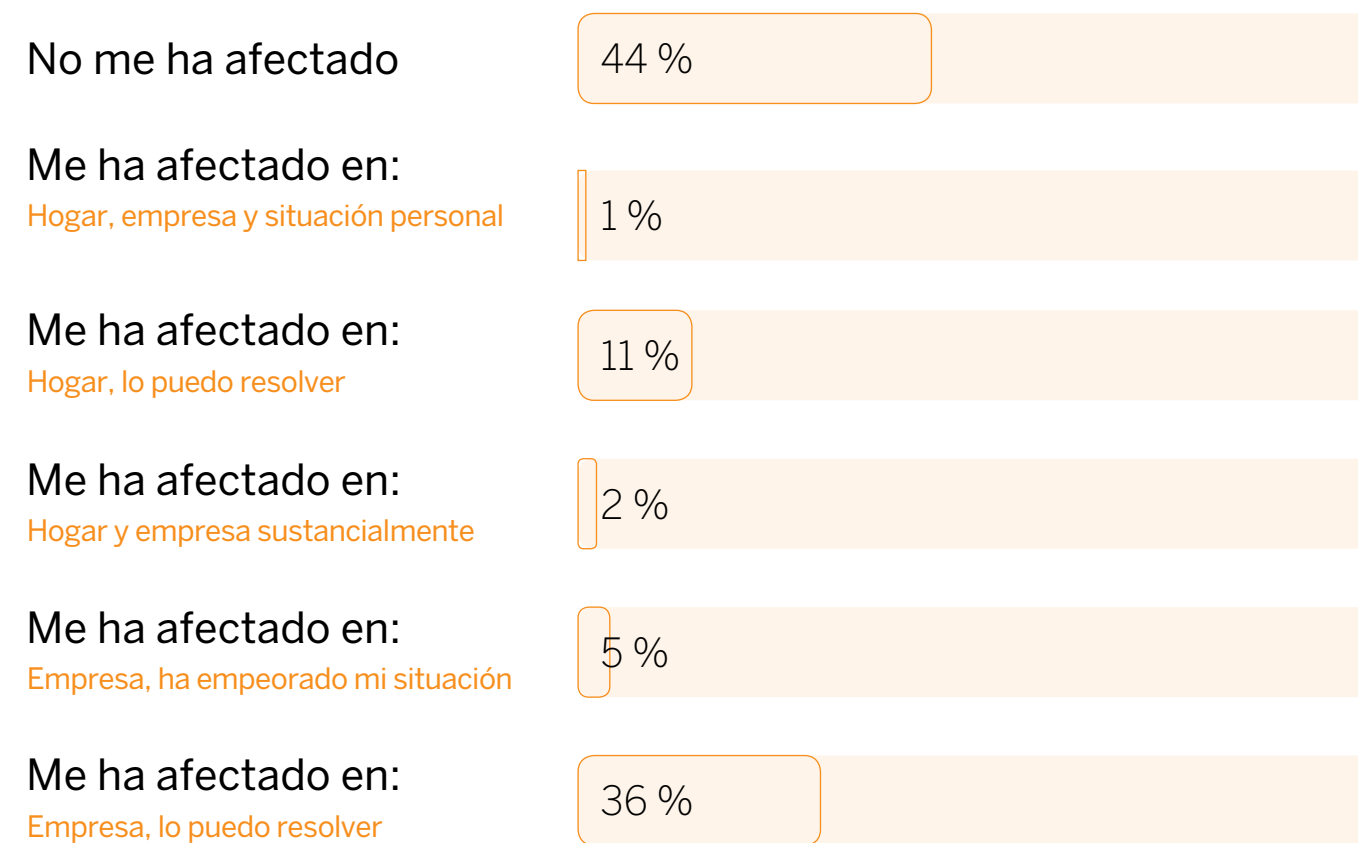 No me ha afectado
44 %
Me ha afectado en:
Hogar, empresa y situación personal
1 %
Me ha afectado en:
Hogar, lo puedo resolver
11 %
Me ha afectado en:
Hogar y empresa sustancialmente
2 %
Me ha afectado en:
Empresa, ha empeorado mi situación
5 %
Me ha afectado en:
Empresa, lo puedo resolver
36 %